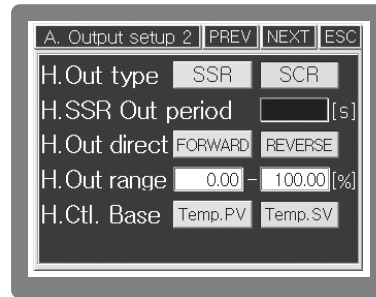 A. Output setup 2 PREV NEXT ESC
H.Out type SSR SCR
H.SSR Out period [s]
H.Out direct FORWARD REVERSE
H.Out range 0.00 - 100.00 [%]
H.Ctl. Base Temp.PV Temp.SV